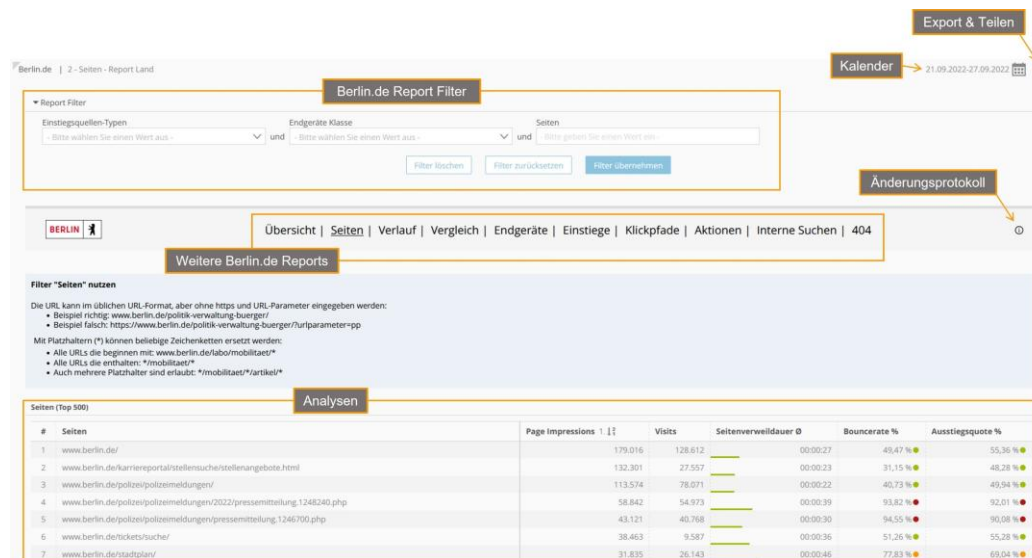 Export & Teilen
Berlin.de | 2 - Seiten - Report Land
Kalender
21.09.2022-27.09.2022
Berlin.de Report Filter
Report Filter
Einstiegsquellen-Typen Endgeräte Klasse Seiten
- Bitte wählen Sie einen Wert aus - und - Bitte wählen Sie einen Wert aus - und - Bitte geben Sie einen Wert ein -
Filter löschen Filter zurücksetzen Filter übernehmen
Änderungsprotokoll
BERLIN Übersicht | Seiten | Verlauf | Vergleich | Endgeräte | Einstiege | Klickpfade | Aktionen | Interne Suchen | 404
Weitere Berlin.de Reports
Filter "Seiten" nutzen
Die URL kann im üblichen URL-Format, aber ohne https und URL-Parameter eingegeben werden:
• Beispiel richtig: www.berlin.de/politik-verwaltung-buerger/
• Beispiel falsch: https://www.berlin.de/politik-verwaltung-buerger/?urlparameter=pp
Mit Platzhaltern (*) können beliebige Zeichenketten ersetzt werden:
• Alle URLs die beginnen mit: www.berlin.de/labo/mobilitaet/*
• Alle URLs die enthalten: */mobilitaet/*
• Auch mehrere Platzhalter sind erlaubt: */mobilitaet/*/artikel/*
Analysen
Seiten (Top 500)
# Seiten Page Impressions 1. Visits Seitenverweildauer Ø Bouncerate % Ausstiegsquote %
1 www.berlin.de/ 179.016 128.612 00:00:27 49,47 % 55,36 %
2 www.berlin.de/karriereportal/stellensuche/stellenangebote.html 132.301 27.557 00:00:23 31,15 % 48,28 %
3 www.berlin.de/polizei/polizeimeldungen/ 113.574 78.071 00:00:22 40,73 % 49,94 %
4 www.berlin.de/polizei/polizeimeldungen/2022/pressemitteilung.1248240.php 58.842 54.973 00:00:39 93,82 % 92,01 %
5 www.berlin.de/polizei/polizeimeldungen/pressemitteilung.1246700.php 43.121 40.768 00:00:30 94,55 % 90,08 %
6 www.berlin.de/tickets/suche/ 38.463 9.587 00:00:36 51,26 % 55,28 %
7 www.berlin.de/stadtplan/ 31.835 26.143 00:00:46 77,83 % 69,04 %